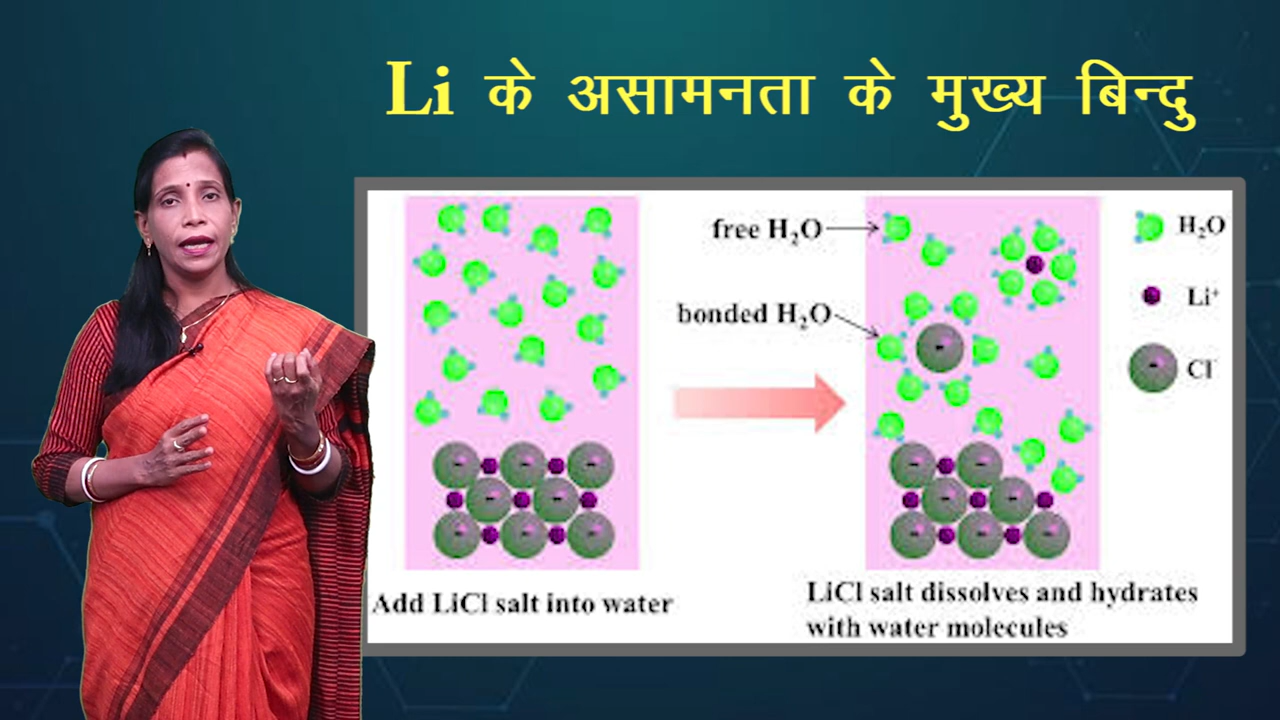 Li के असामनता के मुख्य बिन्दु
free H₂O
bonded H₂O
H₂O
Li⁺
Cl⁻
Add LiCl salt into water
LiCl salt dissolves and hydrates
with water molecules